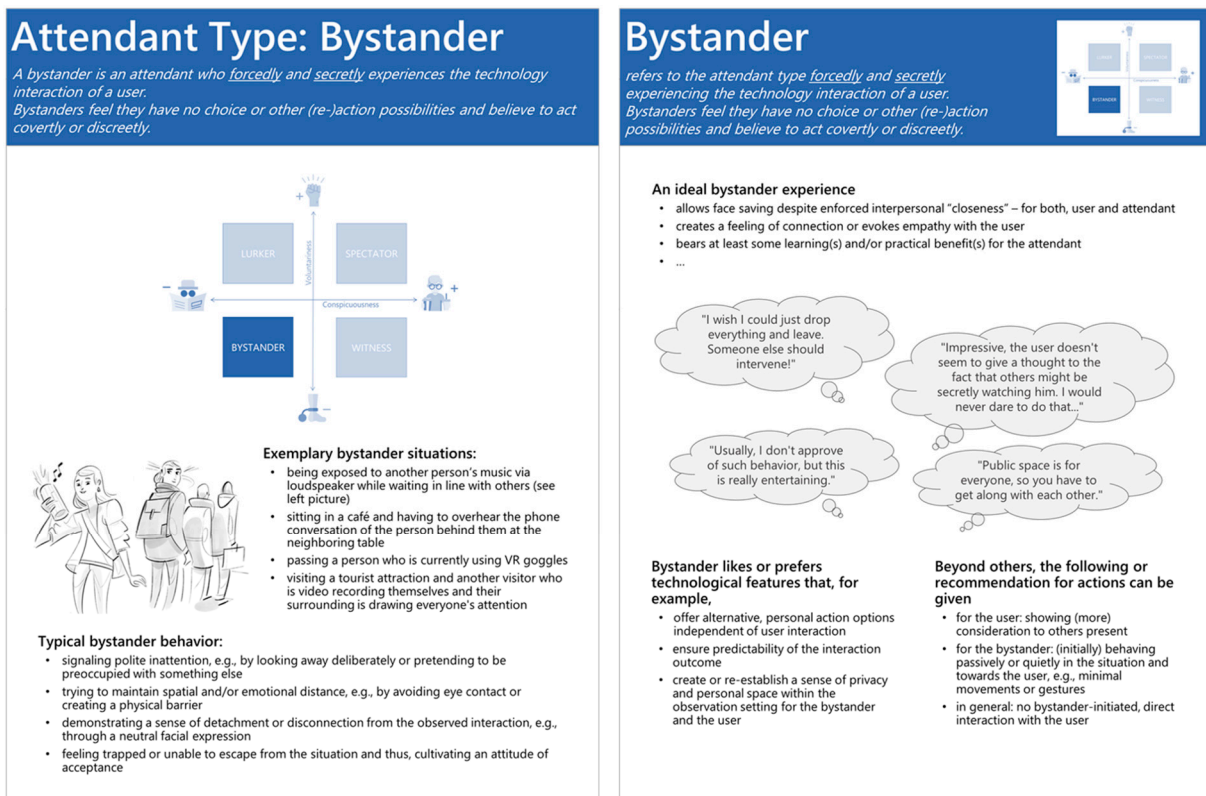 Attendant Type: Bystander
A bystander is an attendant who forcedly and secretly experiences the technology
interaction of a user.
Bystanders feel they have no choice or other (re-)action possibilities and believe to act
covertly or discreetly.
+
LURKER
SPECTATOR
Voluntariness
−
+
Conspicuousness
BYSTANDER
WITNESS
−
Exemplary bystander situations:
• being exposed to another person's music via
loudspeaker while waiting in line with others (see
left picture)
• sitting in a café and having to overhear the phone
conversation of the person behind them at the
neighboring table
• passing a person who is currently using VR goggles
• visiting a tourist attraction and another visitor who
is video recording themselves and their
surrounding is drawing everyone's attention
Typical bystander behavior:
• signaling polite inattention, e.g., by looking away deliberately or pretending to be
preoccupied with something else
• trying to maintain spatial and/or emotional distance, e.g., by avoiding eye contact or
creating a physical barrier
• demonstrating a sense of detachment or disconnection from the observed interaction, e.g.,
through a neutral facial expression
• feeling trapped or unable to escape from the situation and thus, cultivating an attitude of
acceptance
Bystander
refers to the attendant type forcedly and secretly
experiencing the technology interaction of a user.
Bystanders feel they have no choice or other (re-)action
possibilities and believe to act covertly or discreetly.
LURKER
SPECTATOR
BYSTANDER
WITNESS
An ideal bystander experience
• allows face saving despite enforced interpersonal "closeness" – for both, user and attendant
• creates a feeling of connection or evokes empathy with the user
• bears at least some learning(s) and/or practical benefit(s) for the attendant
• ...
"I wish I could just drop
everything and leave.
Someone else should
intervene!"
"Impressive, the user doesn't
seem to give a thought to the
fact that others might be
secretly watching him. I would
never dare to do that..."
"Usually, I don't approve
of such behavior, but this
is really entertaining."
"Public space is for
everyone, so you have to
get along with each other."
Bystander likes or prefers
technological features that, for
example,
• offer alternative, personal action options
independent of user interaction
• ensure predictability of the interaction
outcome
• create or re-establish a sense of privacy
and personal space within the
observation setting for the bystander
and the user
Beyond others, the following or
recommendation for actions can be
given
• for the user: showing (more)
consideration to others present
• for the bystander: (initially) behaving
passively or quietly in the situation and
towards the user, e.g., minimal
movements or gestures
• in general: no bystander-initiated, direct
interaction with the user